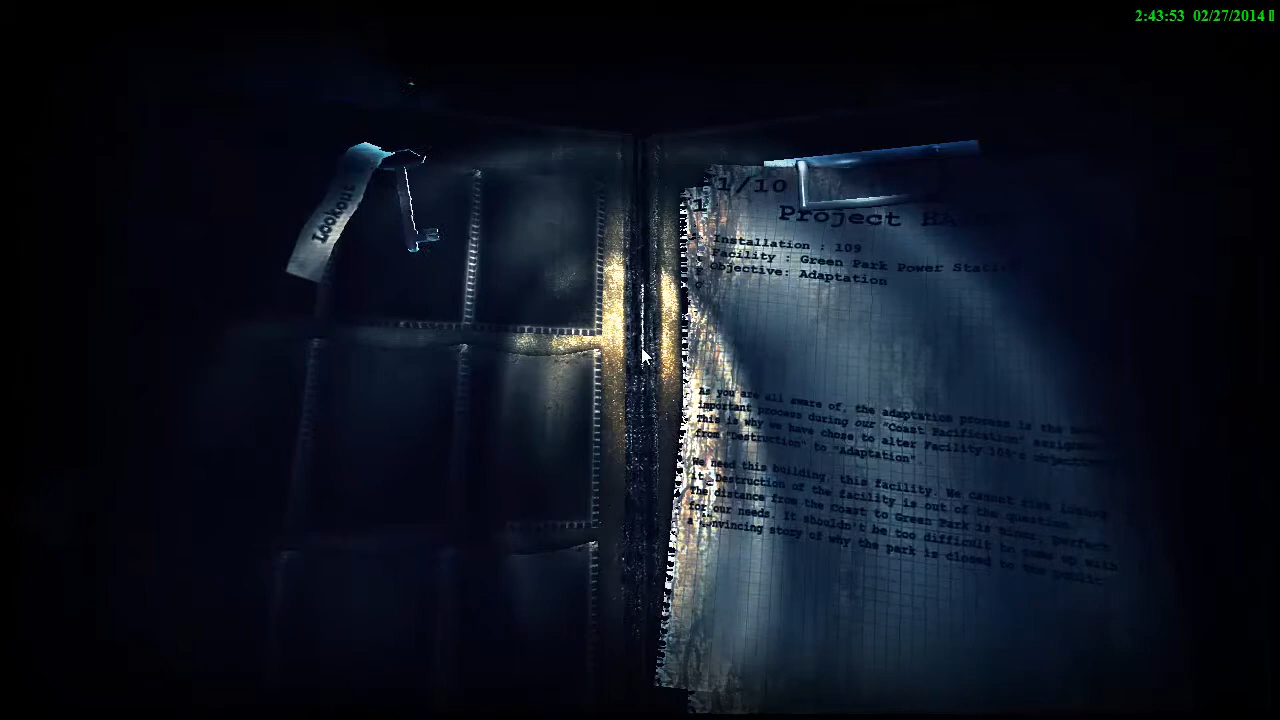 2:43:53 02/27/2014
Lookout
1/10
Project
Installation : 109
Facility : Green Park Power
Objective: Adaptation
As you are all aware of, the adaptation process is the
important process during our "Coast Pacification"
This is why we have chose to alter Facility 109's
from "Destruction" to "Adaptation".
We need this building, this facility. We cannot risk losing
it. Destruction of the facility is out of the question.
The distance from the coast to Green Park is minor, perfect
for our needs. It shouldn't be too difficult to come up with
a convincing story of why the park is closed to the public